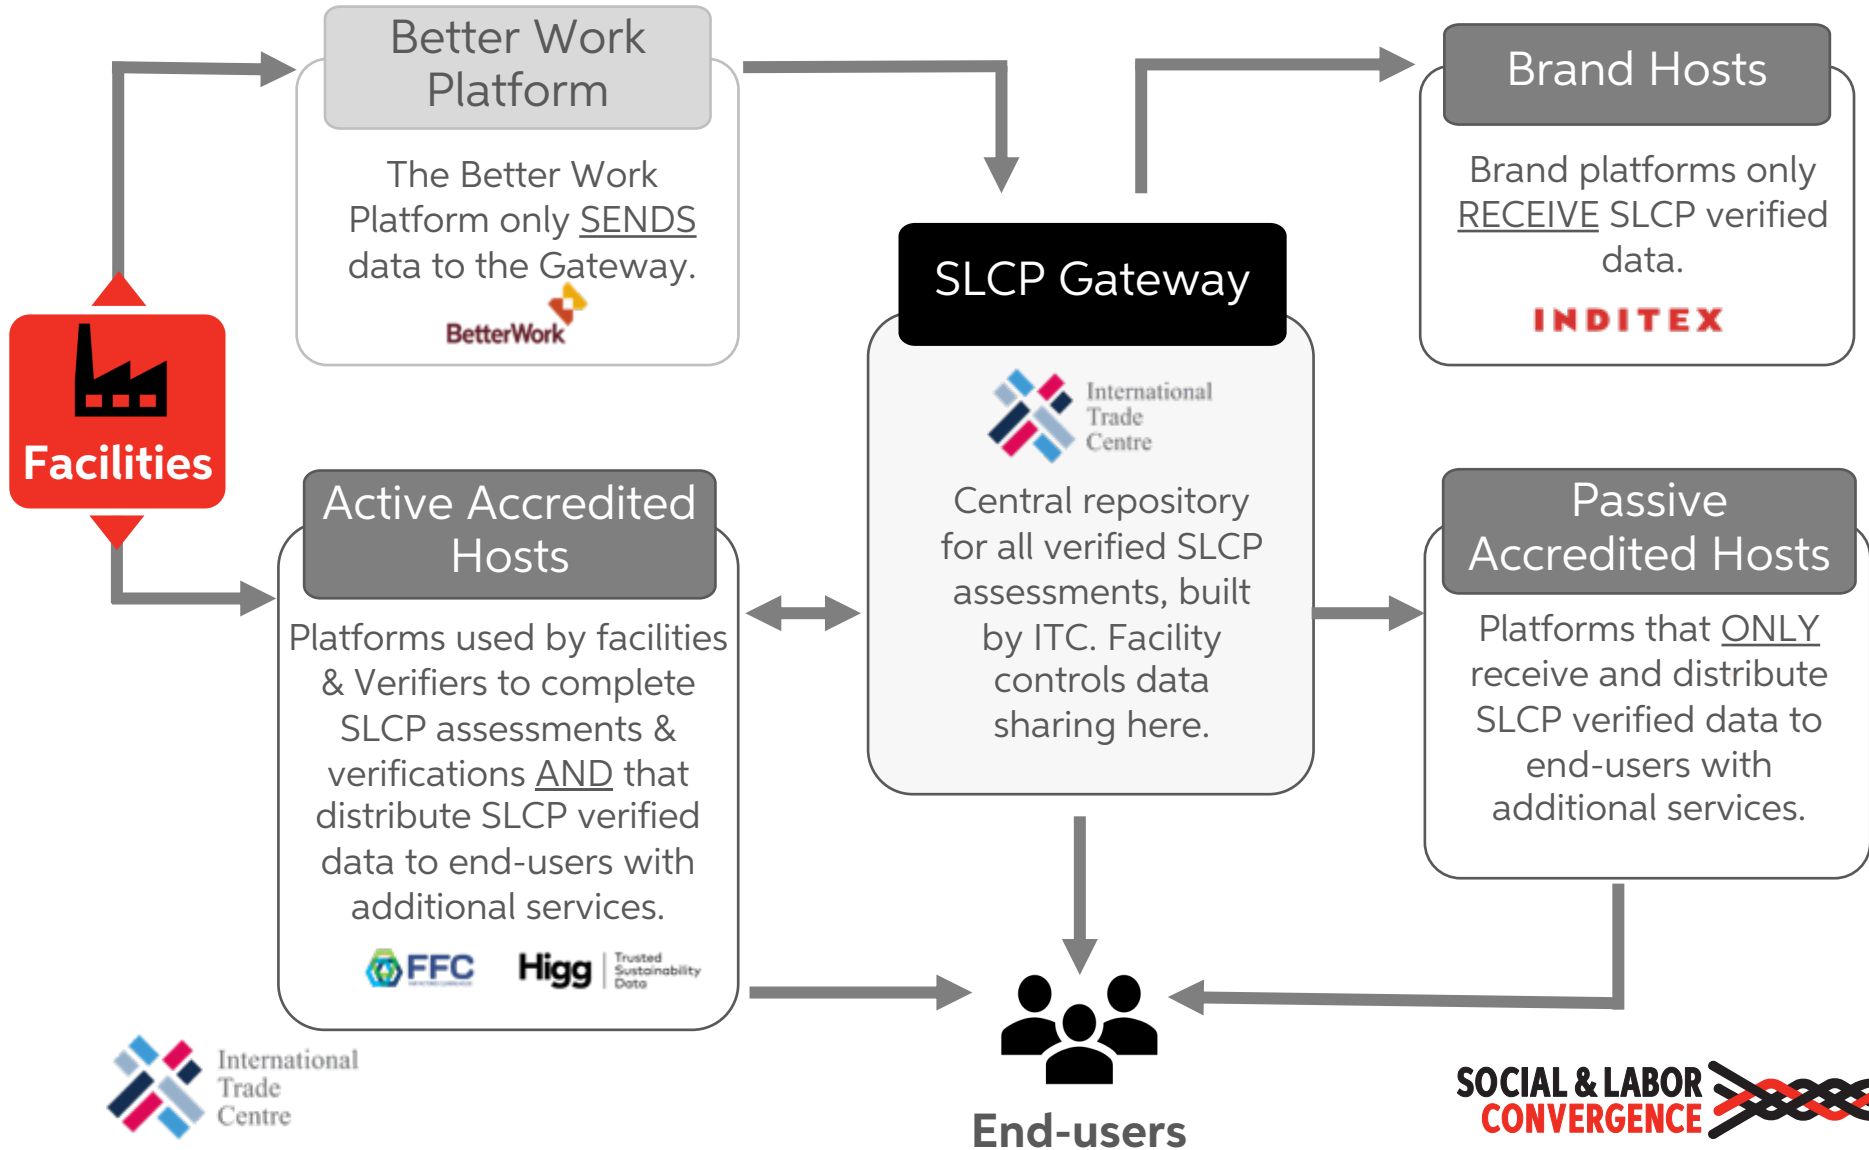 Better Work
Platform
The Better Work
Platform only SENDS
data to the Gateway.
BetterWork
Brand Hosts
Brand platforms only
RECEIVE SLCP verified
data.
INDITEX
SLCP Gateway
International
Trade
Centre
Central repository
for all verified SLCP
assessments, built
by ITC. Facility
controls data
sharing here.
Facilities
Active Accredited
Hosts
Platforms used by facilities
& Verifiers to complete
SLCP assessments &
verifications AND that
distribute SLCP verified
data to end-users with
additional services.
FFC
Higg
Trusted
Sustainability
Data
Passive
Accredited Hosts
Platforms that ONLY
receive and distribute
SLCP verified data to
end-users with
additional services.
International
Trade
Centre
End-users
SOCIAL & LABOR
CONVERGENCE